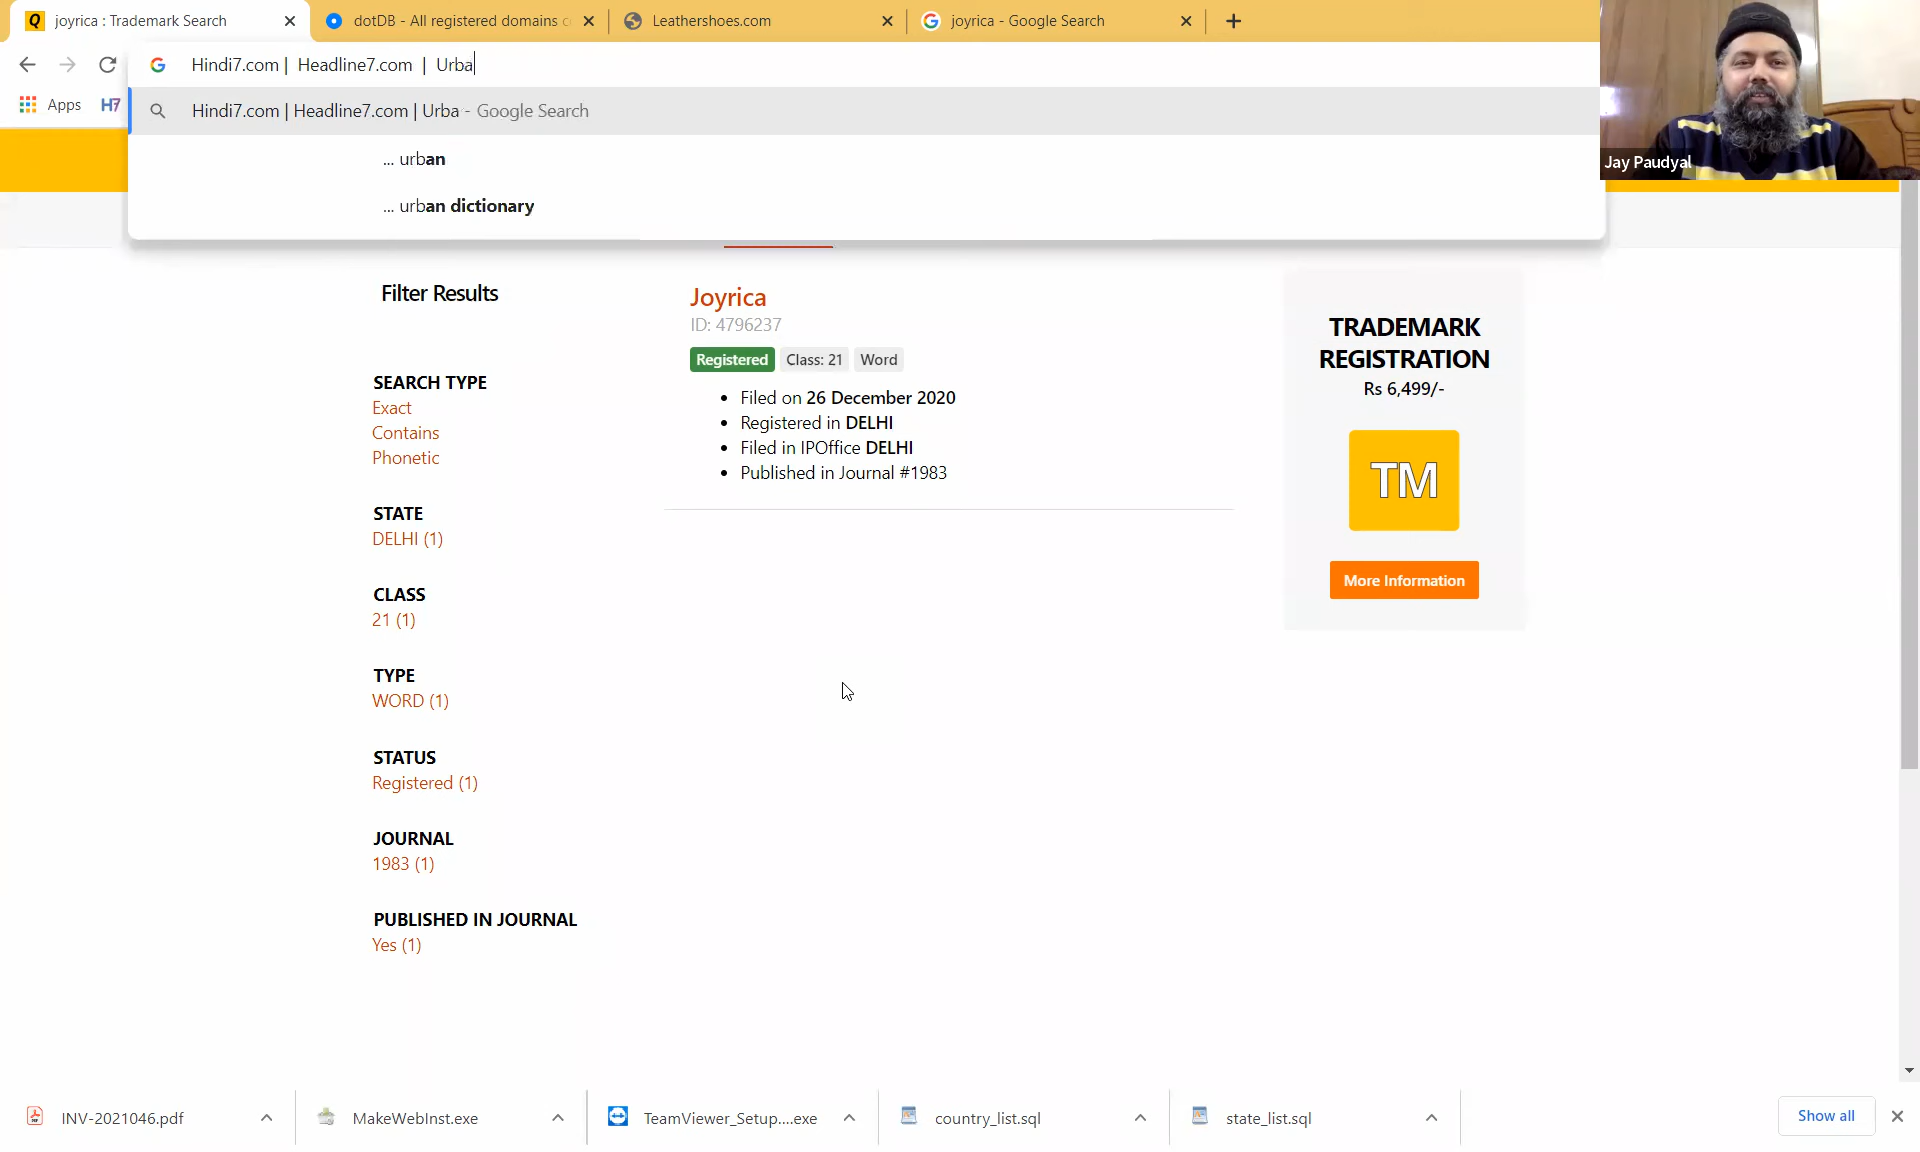 joyrica : Trademark Search
dotDB - All registered domains c
Leathershoes.com
joyrica - Google Search
Hindi7.com | Headline7.com | Urba
Apps
H7
Hindi7.com | Headline7.com | Urba - Google Search
... urban
... urban dictionary
Jay Paudyal
Filter Results
SEARCH TYPE
Exact
Contains
Phonetic
STATE
DELHI (1)
CLASS
21 (1)
TYPE
WORD (1)
STATUS
Registered (1)
JOURNAL
1983 (1)
PUBLISHED IN JOURNAL
Yes (1)
Joyrica
ID: 4796237
Registered Class: 21 Word
Filed on 26 December 2020
Registered in DELHI
Filed in IPOffice DELHI
Published in Journal #1983
TRADEMARK
REGISTRATION
Rs 6,499/-
TM
More Information
INV-2021046.pdf
MakeWebInst.exe
TeamViewer_Setup....exe
country_list.sql
state_list.sql
Show all